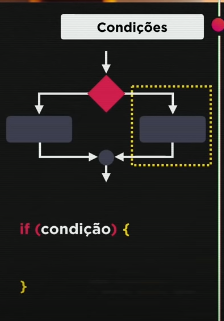 Condições
if (condição) {
}